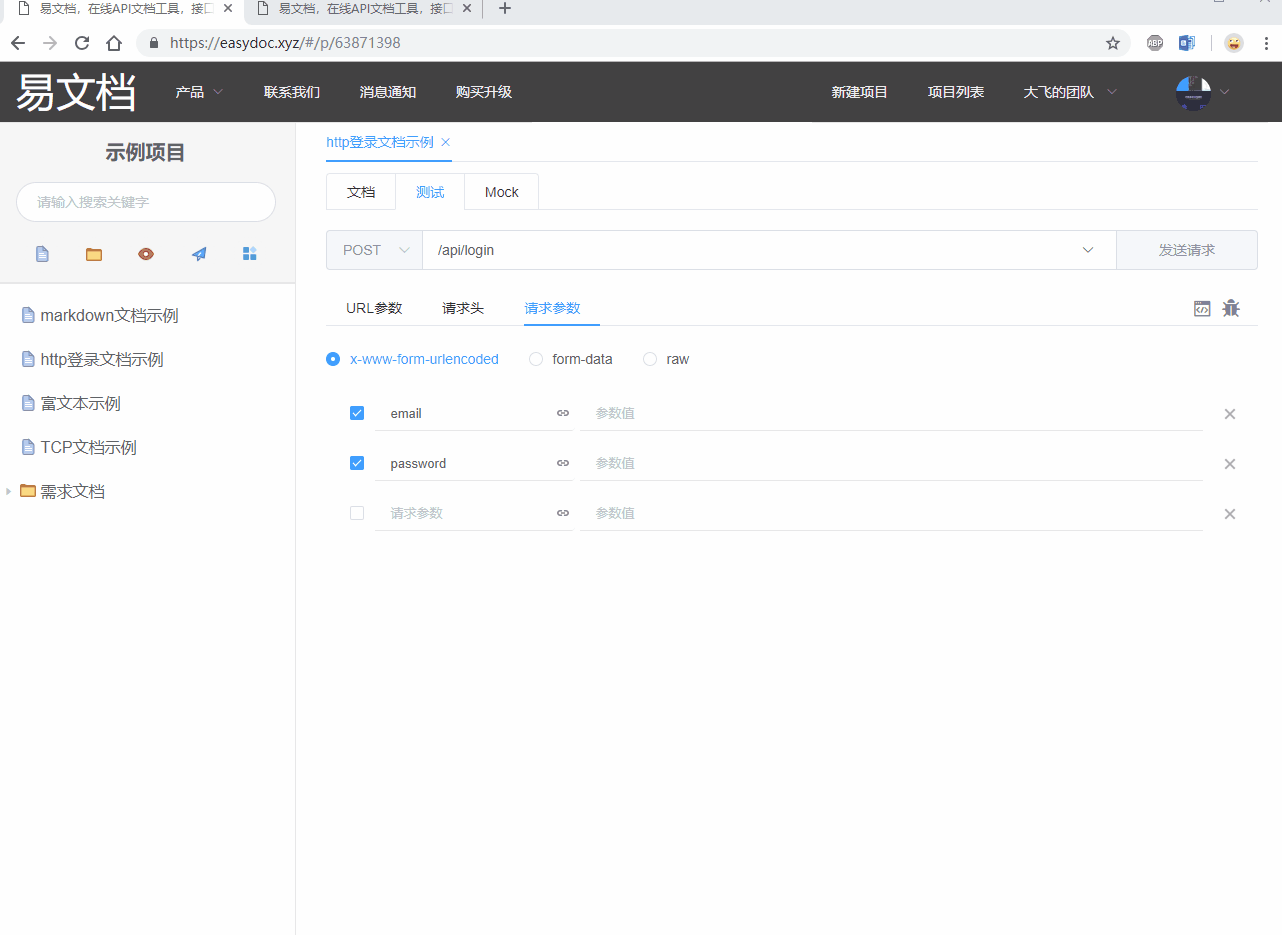 易文档，在线API文档工具，接口
易文档，在线API文档工具，接口
https://easydoc.xyz/#/p/63871398
ABP
易文档 产品 联系我们 消息通知 购买升级 新建项目 项目列表 大飞的团队
示例项目
请输入搜索关键字
markdown文档示例
http登录文档示例
富文本示例
TCP文档示例
需求文档
http登录文档示例
文档 测试 Mock
POST /api/login 发送请求
URL参数 请求头 请求参数
x-www-form-urlencoded form-data raw
email 参数值
password 参数值
请求参数 参数值